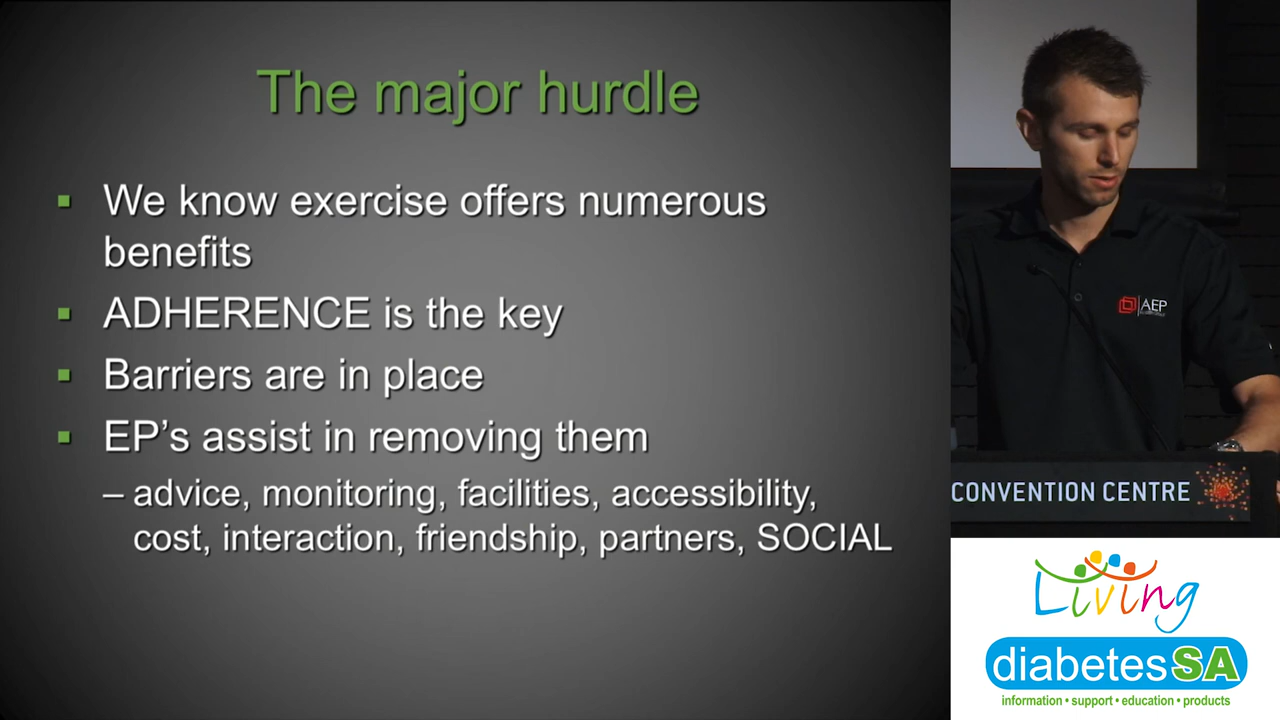 The major hurdle
We know exercise offers numerous
benefits
ADHERENCE is the key
Barriers are in place
EP’s assist in removing them
– advice, monitoring, facilities, accessibility,
cost, interaction, friendship, partners, SOCIAL
AEP
CONVENTION CENTRE
Living
diabetesSA
information • support • education • products